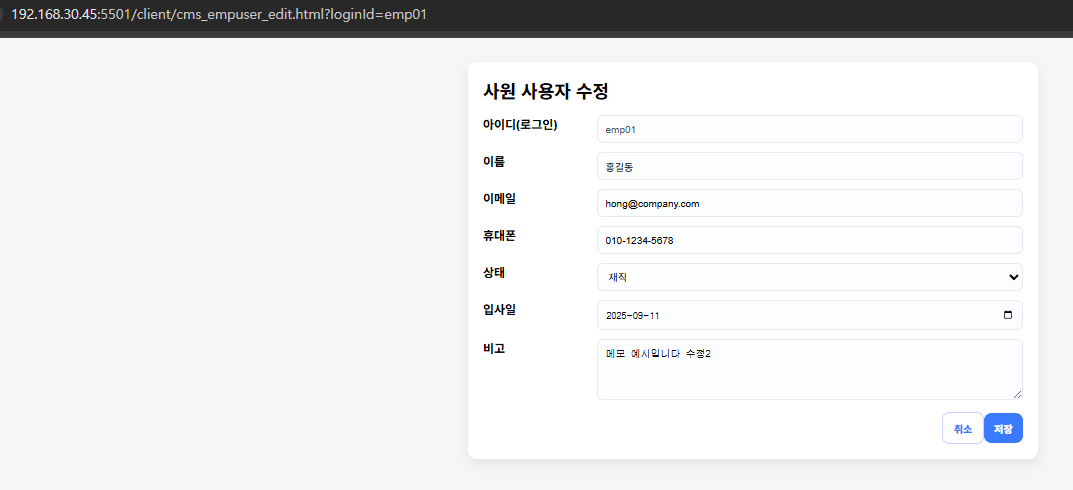 192.168.30.45:5501/client/cms_empuser_edit.html?loginId=emp01
사원 사용자 수정
아이디(로그인)
emp01
이름
홍길동
이메일
hong@company.com
휴대폰
010-1234-5678
상태
재직
입사일
2025-09-11
비고
메모 예시입니다 수정2
취소
저장